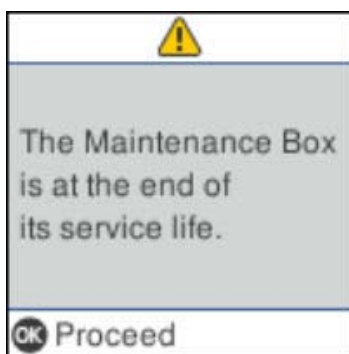 The Maintenance Box
is at the end of
its service life.
OK Proceed